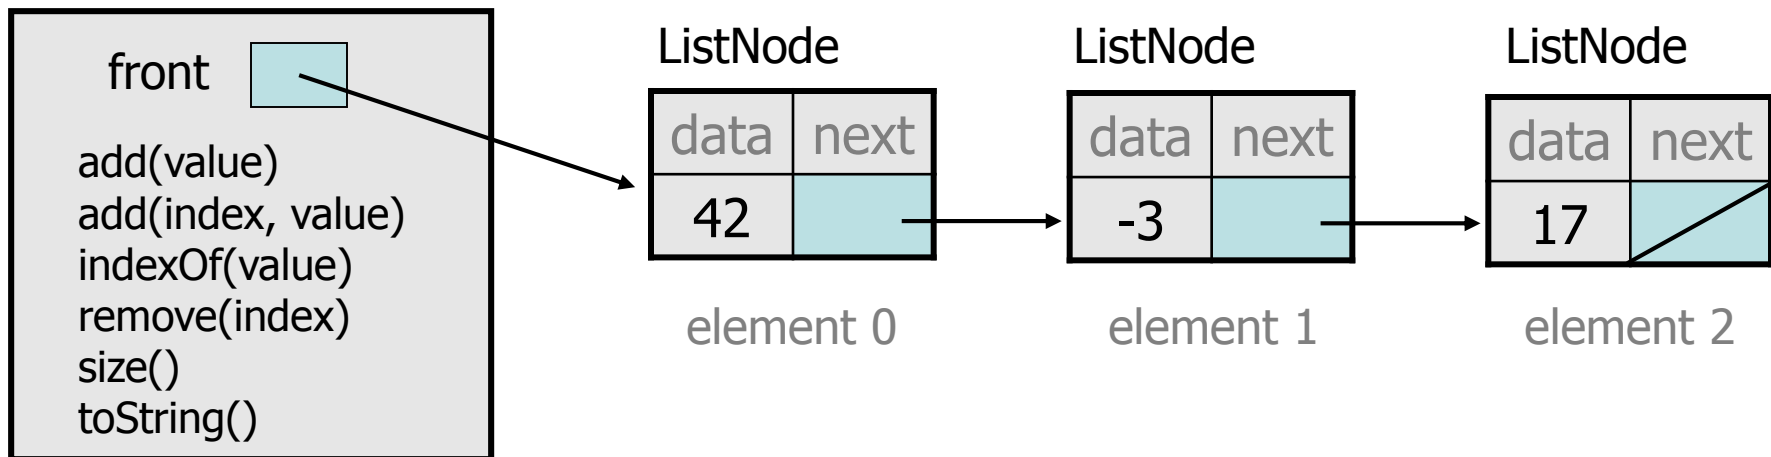 front
add(value)
add(index, value)
indexOf(value)
remove(index)
size()
toString()
ListNode
data next
42
element 0
ListNode
data next
-3
element 1
ListNode
data next
17
element 2